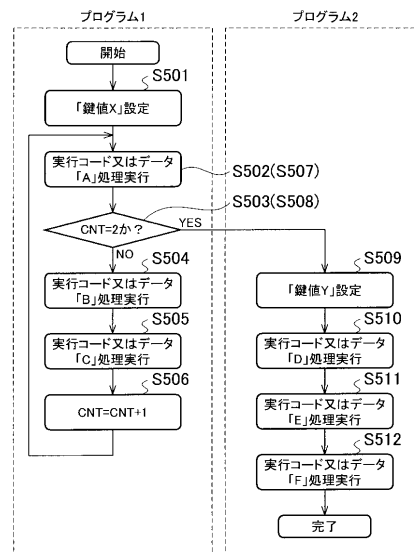 プログラム1
開始
S501
「鍵値X」設定
実行コード又はデータ
「A」処理実行
S502(S507)
S503(S508)
CNT=2か?
YES
NO
S504
実行コード又はデータ
「B」処理実行
S505
実行コード又はデータ
「C」処理実行
S506
CNT=CNT+1
プログラム2
S509
「鍵値Y」設定
S510
実行コード又はデータ
「D」処理実行
S511
実行コード又はデータ
「E」処理実行
S512
実行コード又はデータ
「F」処理実行
完了